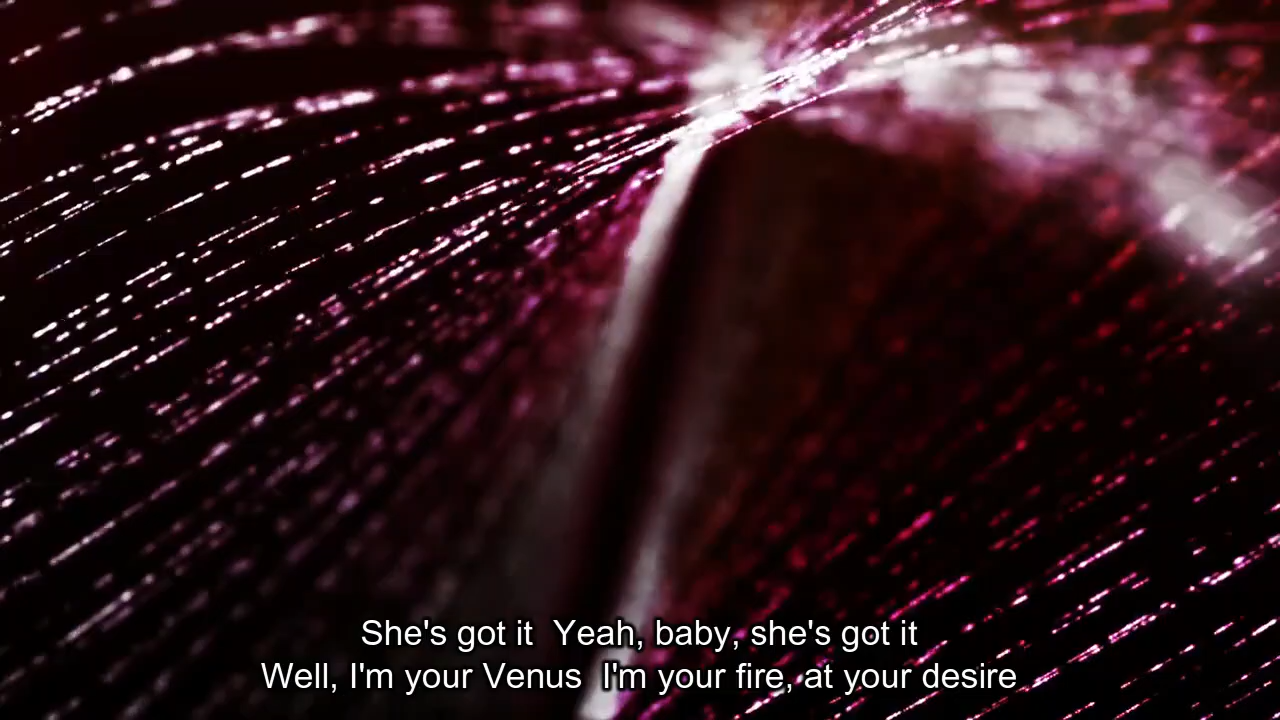 She's got it  Yeah, baby, she's got it
Well, I'm your Venus  I'm your fire, at your desire